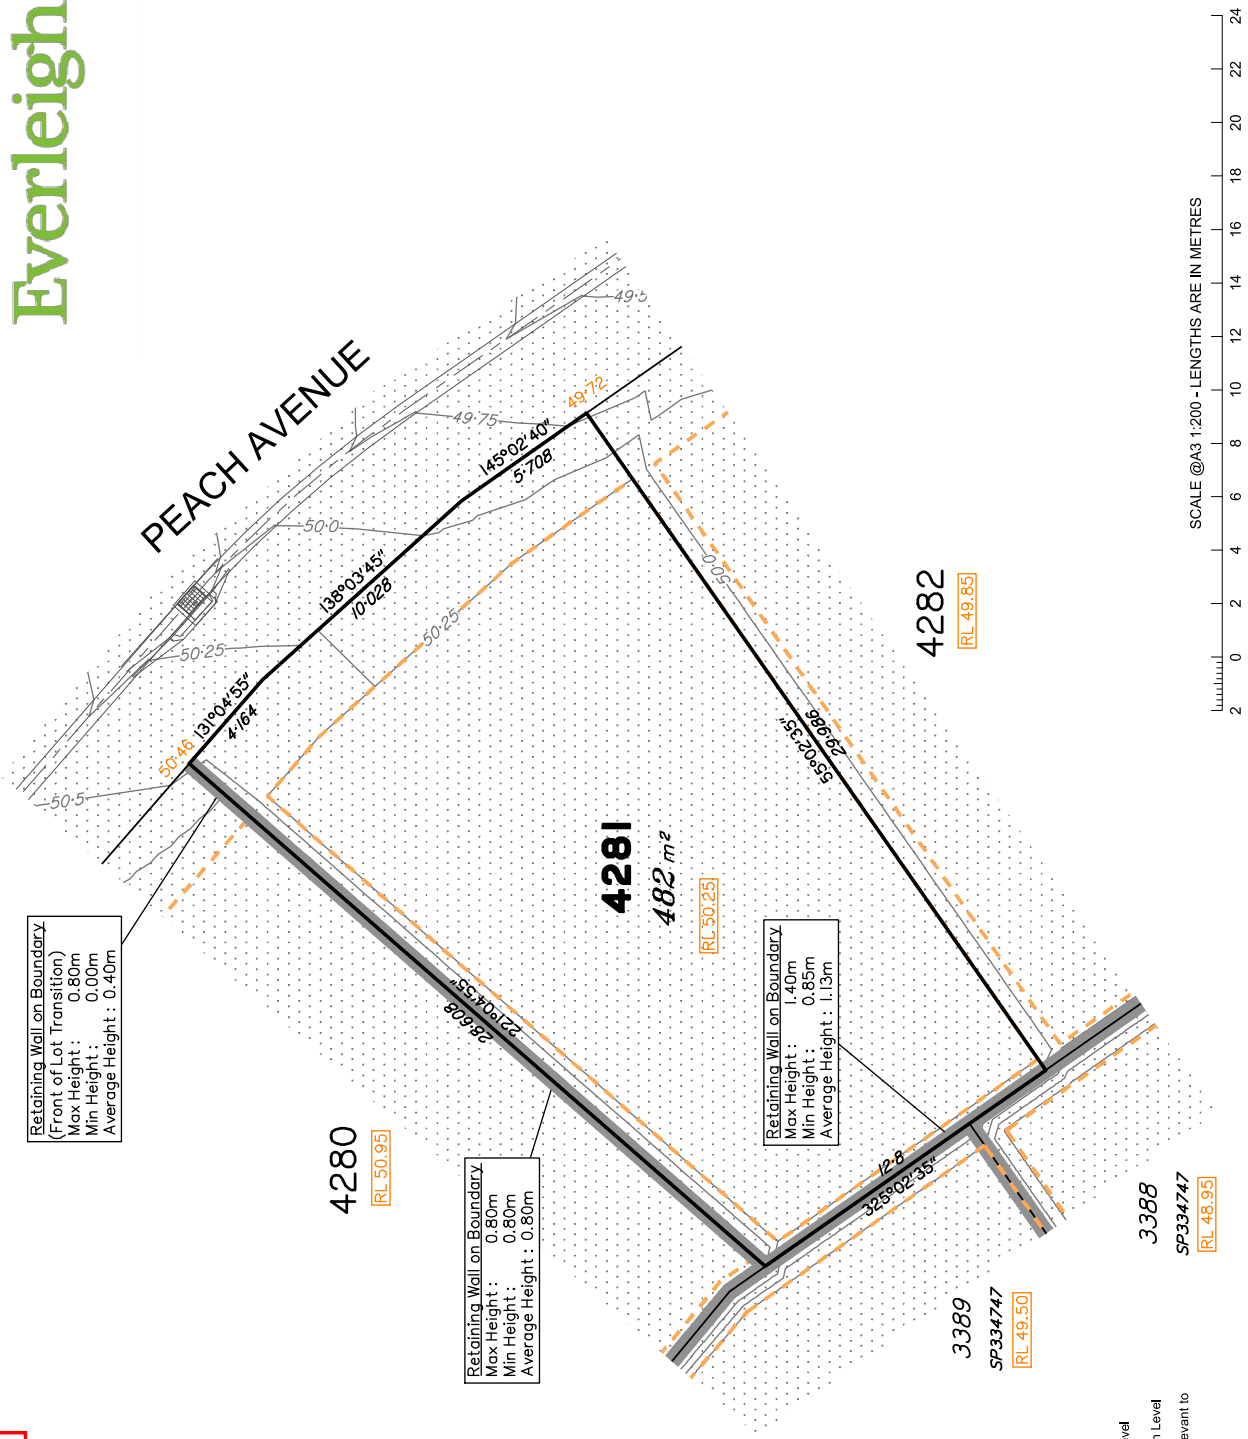 Everleigh
PEACH AVENUE
Retaining Wall on Boundary
(Front of Lot Transition)
Max Height : 0.80m
Min Height : 0.00m
Average Height : 0.40m
50·46
131°04'55"
4·164
138°03'45"
10·028
145°02'40"
5·708
49·72
50·5
50·25
50·0
49·75
49·5
50·25
50·0
4280
RL 50.95
221°04'55"
28·608
4281
482 m²
RL 50.25
55°02'35"
29·986
4282
RL 49.85
Retaining Wall on Boundary
Max Height : 0.80m
Min Height : 0.80m
Average Height : 0.80m
Retaining Wall on Boundary
Max Height : 1.40m
Min Height : 0.85m
Average Height : 1.13m
12·8
325°02'35"
3389
SP334747
RL 49.50
3388
SP334747
RL 48.95
SCALE @A3 1:200 - LENGTHS ARE IN METRES
2 0 2 4 6 8 10 12 14 16 18 20 22 24
evel
n Level
evant to